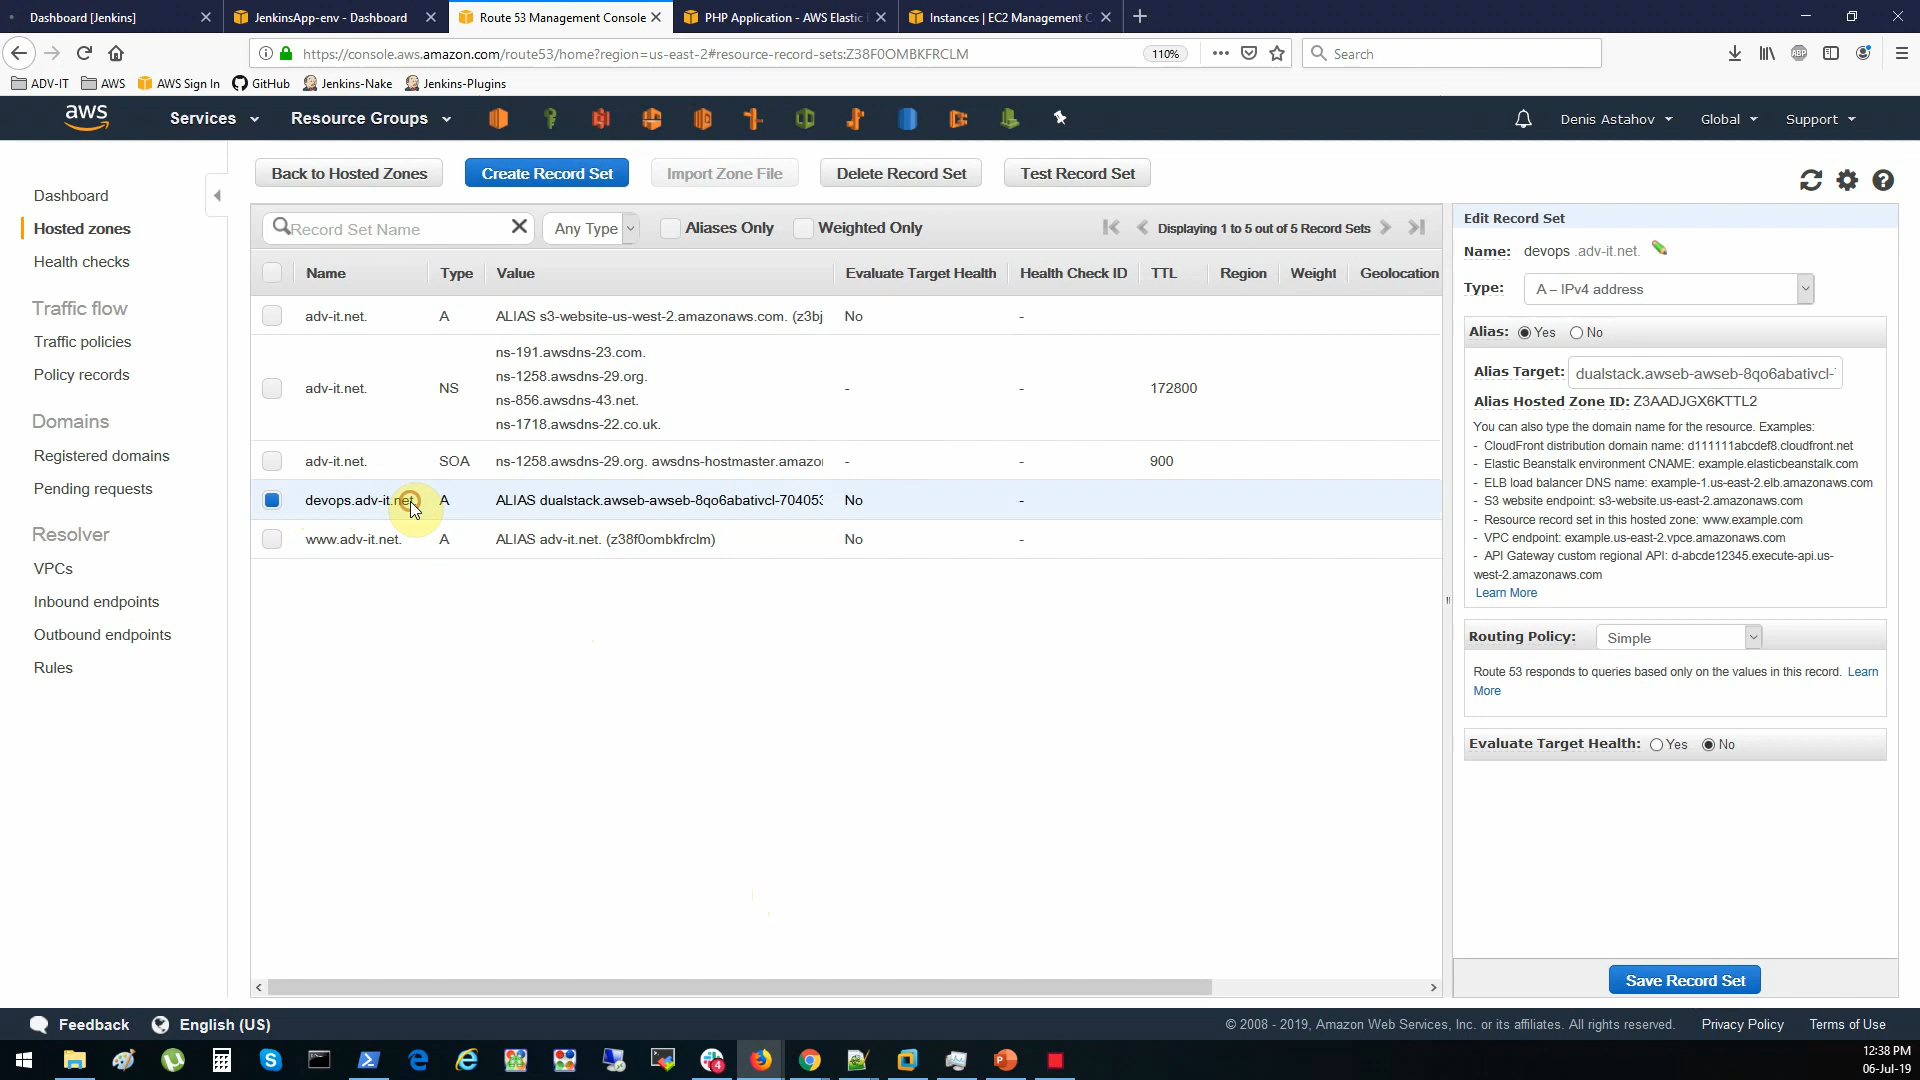 Dashboard [Jenkins]
JenkinsApp-env - Dashboard
Route 53 Management Console
PHP Application - AWS Elastic
Instances | EC2 Management C
https://console.aws.amazon.com/route53/home?region=us-east-2#resource-record-sets:Z38F0OMBKFRCLM
110%
Search
ADV-IT
AWS
AWS Sign In
GitHub
Jenkins-Nake
Jenkins-Plugins
aws
Services
Resource Groups
Denis Astahov
Global
Support
Dashboard
Hosted zones
Health checks
Traffic flow
Traffic policies
Policy records
Domains
Registered domains
Pending requests
Resolver
VPCs
Inbound endpoints
Outbound endpoints
Rules
Back to Hosted Zones
Create Record Set
Import Zone File
Delete Record Set
Test Record Set
Record Set Name
Any Type
Aliases Only
Weighted Only
Displaying 1 to 5 out of 5 Record Sets
Name Type Value Evaluate Target Health Health Check ID TTL Region Weight Geolocation
adv-it.net. A ALIAS s3-website-us-west-2.amazonaws.com. (z3bj No -
adv-it.net. NS
ns-191.awsdns-23.com.
ns-1258.awsdns-29.org.
ns-856.awsdns-43.net.
ns-1718.awsdns-22.co.uk.
- - 172800
adv-it.net. SOA ns-1258.awsdns-29.org. awsdns-hostmaster.amazo - - 900
devops.adv-it.net. A ALIAS dualstack.awseb-awseb-8qo6abativcl-704053 No -
www.adv-it.net. A ALIAS adv-it.net. (z38f0ombkfrclm) No -
Edit Record Set
Name: devops .adv-it.net.
Type: A – IPv4 address
Alias: Yes No
Alias Target: dualstack.awseb-awseb-8qo6abativcl-
Alias Hosted Zone ID: Z3AADJGX6KTTL2
You can also type the domain name for the resource. Examples:
- CloudFront distribution domain name: d111111abcdef8.cloudfront.net
- Elastic Beanstalk environment CNAME: example.elasticbeanstalk.com
- ELB load balancer DNS name: example-1.us-east-2.elb.amazonaws.com
- S3 website endpoint: s3-website.us-east-2.amazonaws.com
- Resource record set in this hosted zone: www.example.com
- VPC endpoint: example.us-east-2.vpce.amazonaws.com
- API Gateway custom regional API: d-abcde12345.execute-api.us-
west-2.amazonaws.com
Learn More
Routing Policy: Simple
Route 53 responds to queries based only on the values in this record. Learn
More
Evaluate Target Health: Yes No
Save Record Set
Feedback
English (US)
© 2008 - 2019, Amazon Web Services, Inc. or its affiliates. All rights reserved.
Privacy Policy
Terms of Use
12:38 PM
06-Jul-19